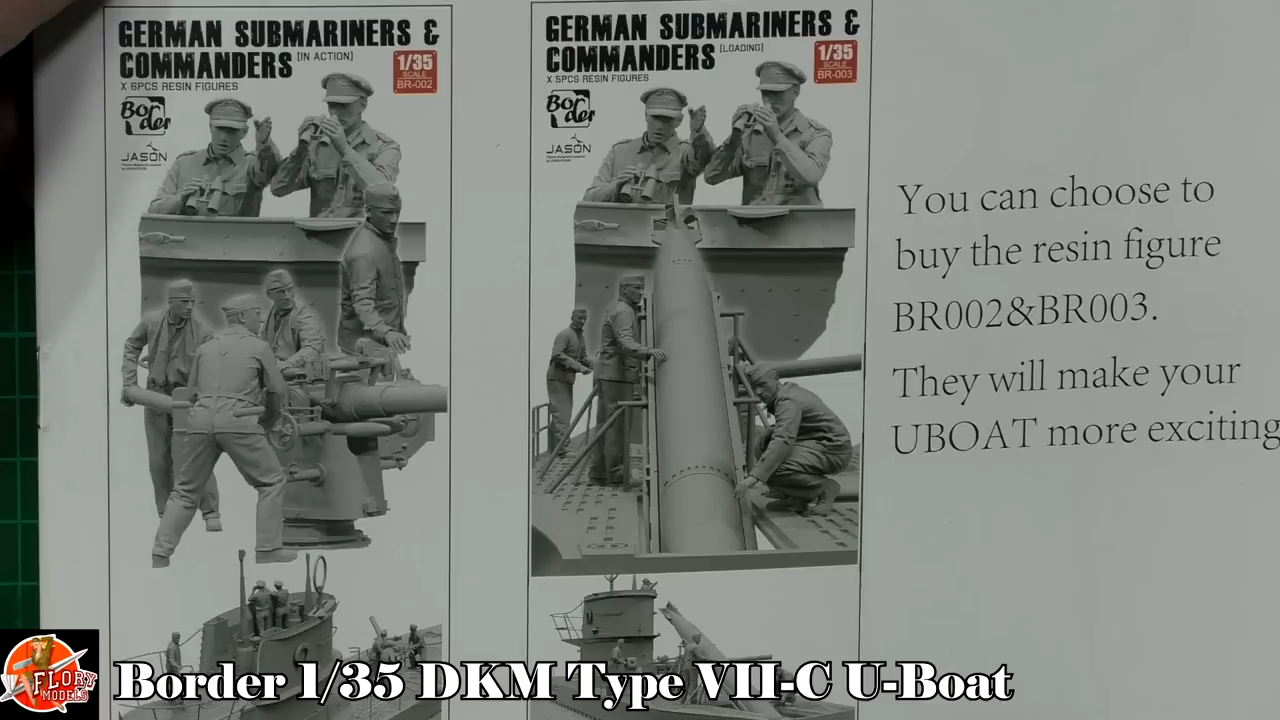 GERMAN SUBMARINERS &
COMMANDERS [IN ACTION]
X 6PCS RESIN FIGURES
1/35
SCALE
BR-002
Border
JASON
GERMAN SUBMARINERS &
COMMANDERS [LOADING]
X 5PCS RESIN FIGURES
1/35
SCALE
BR-003
Border
JASON
You can choose to
buy the resin figure
BR002&BR003.
They will make your
UBOAT more exciting
FLORY
MODELS
Border 1/35 DKM Type VII-C U-Boat